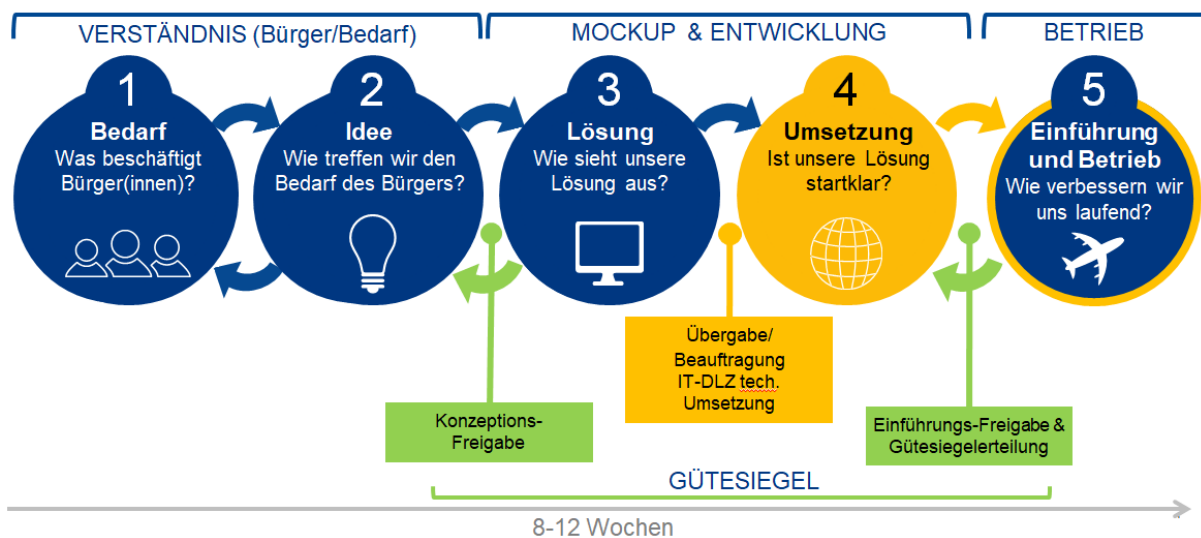 VERSTÄNDNIS (Bürger/Bedarf)
MOCKUP & ENTWICKLUNG
BETRIEB
1
Bedarf
Was beschäftigt
Bürger(innen)?
2
Idee
Wie treffen wir den
Bedarf des Bürgers?
3
Lösung
Wie sieht unsere
Lösung aus?
4
Umsetzung
Ist unsere Lösung
startklar?
5
Einführung
und Betrieb
Wie verbessern wir
uns laufend?
Konzeptions-
Freigabe
Übergabe/
Beauftragung
IT-DLZ tech.
Umsetzung
Einführungs-Freigabe &
Gütesiegelerteilung
GÜTESIEGEL
8-12 Wochen